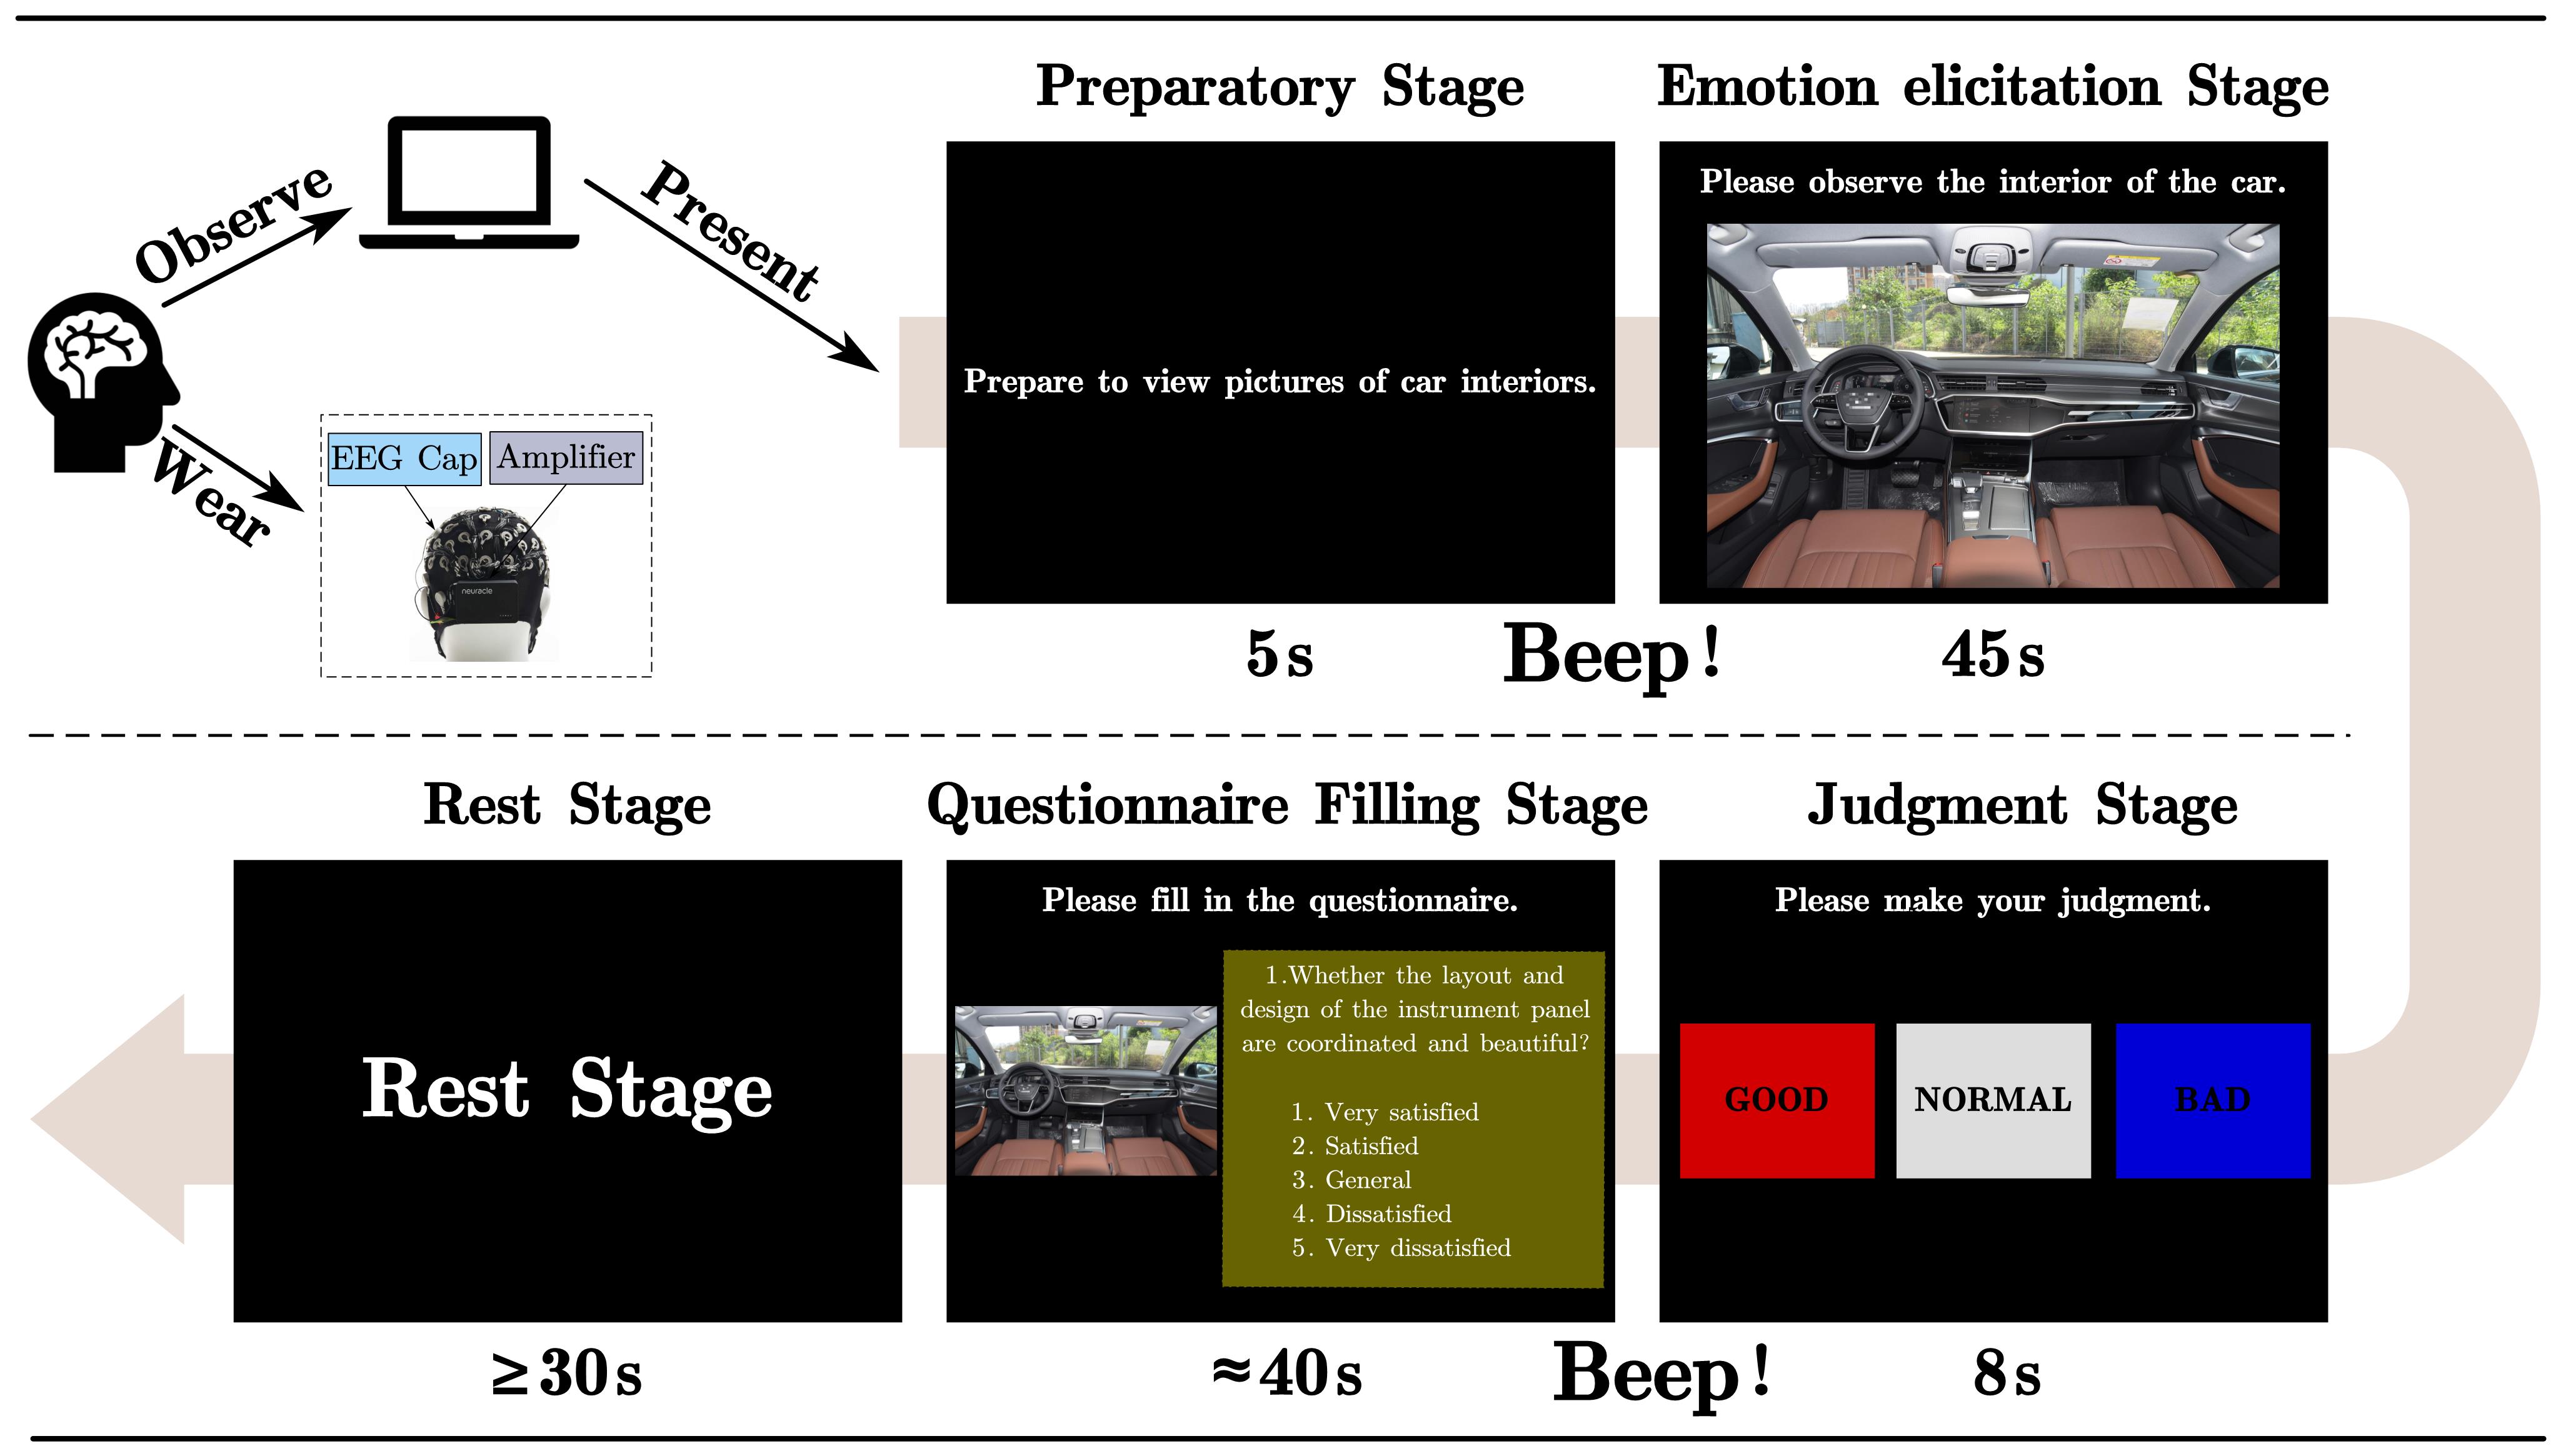 Observe
Present
Wear
EEG Cap
Amplifier
neuracle
Preparatory Stage
Prepare to view pictures of car interiors.
5s
Beep!
Emotion elicitation Stage
Please observe the interior of the car.
45s
Rest Stage
Rest Stage
≥30s
Questionnaire Filling Stage
Please fill in the questionnaire.
1.Whether the layout and
design of the instrument panel
are coordinated and beautiful?
1. Very satisfied
2. Satisfied
3. General
4. Dissatisfied
5. Very dissatisfied
≈40s
Beep!
Judgment Stage
Please make your judgment.
GOOD
NORMAL
BAD
8s